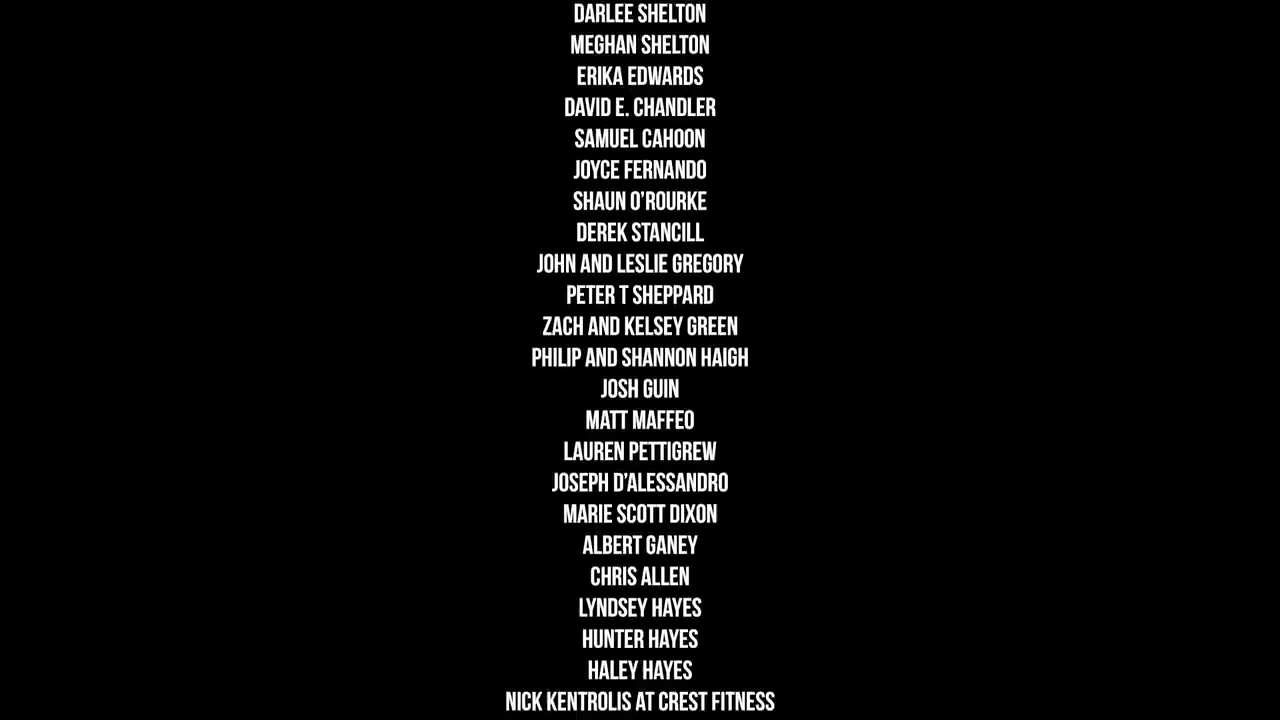 DARLEE SHELTON
MEGHAN SHELTON
ERIKA EDWARDS
DAVID E. CHANDLER
SAMUEL CAHOON
JOYCE FERNANDO
SHAUN O'ROURKE
DEREK STANCILL
JOHN AND LESLIE GREGORY
PETER T SHEPPARD
ZACH AND KELSEY GREEN
PHILIP AND SHANNON HAIGH
JOSH GUIN
MATT MAFFEO
LAUREN PETTIGREW
JOSEPH D'ALESSANDRO
MARIE SCOTT DIXON
ALBERT GANEY
CHRIS ALLEN
LYNDSEY HAYES
HUNTER HAYES
HALEY HAYES
NICK KENTROLIS AT CREST FITNESS